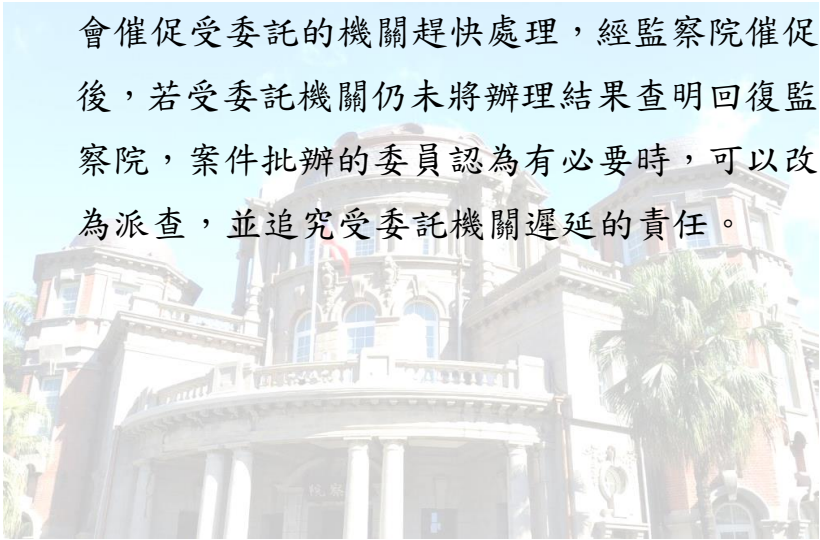 會催促受委託的機關趕快處理，經監察院催促
後，若受委託機關仍未將辦理結果查明回復監
察院，案件批辦的委員認為有必要時，可以改
為派查，並追究受委託機關遲延的責任。